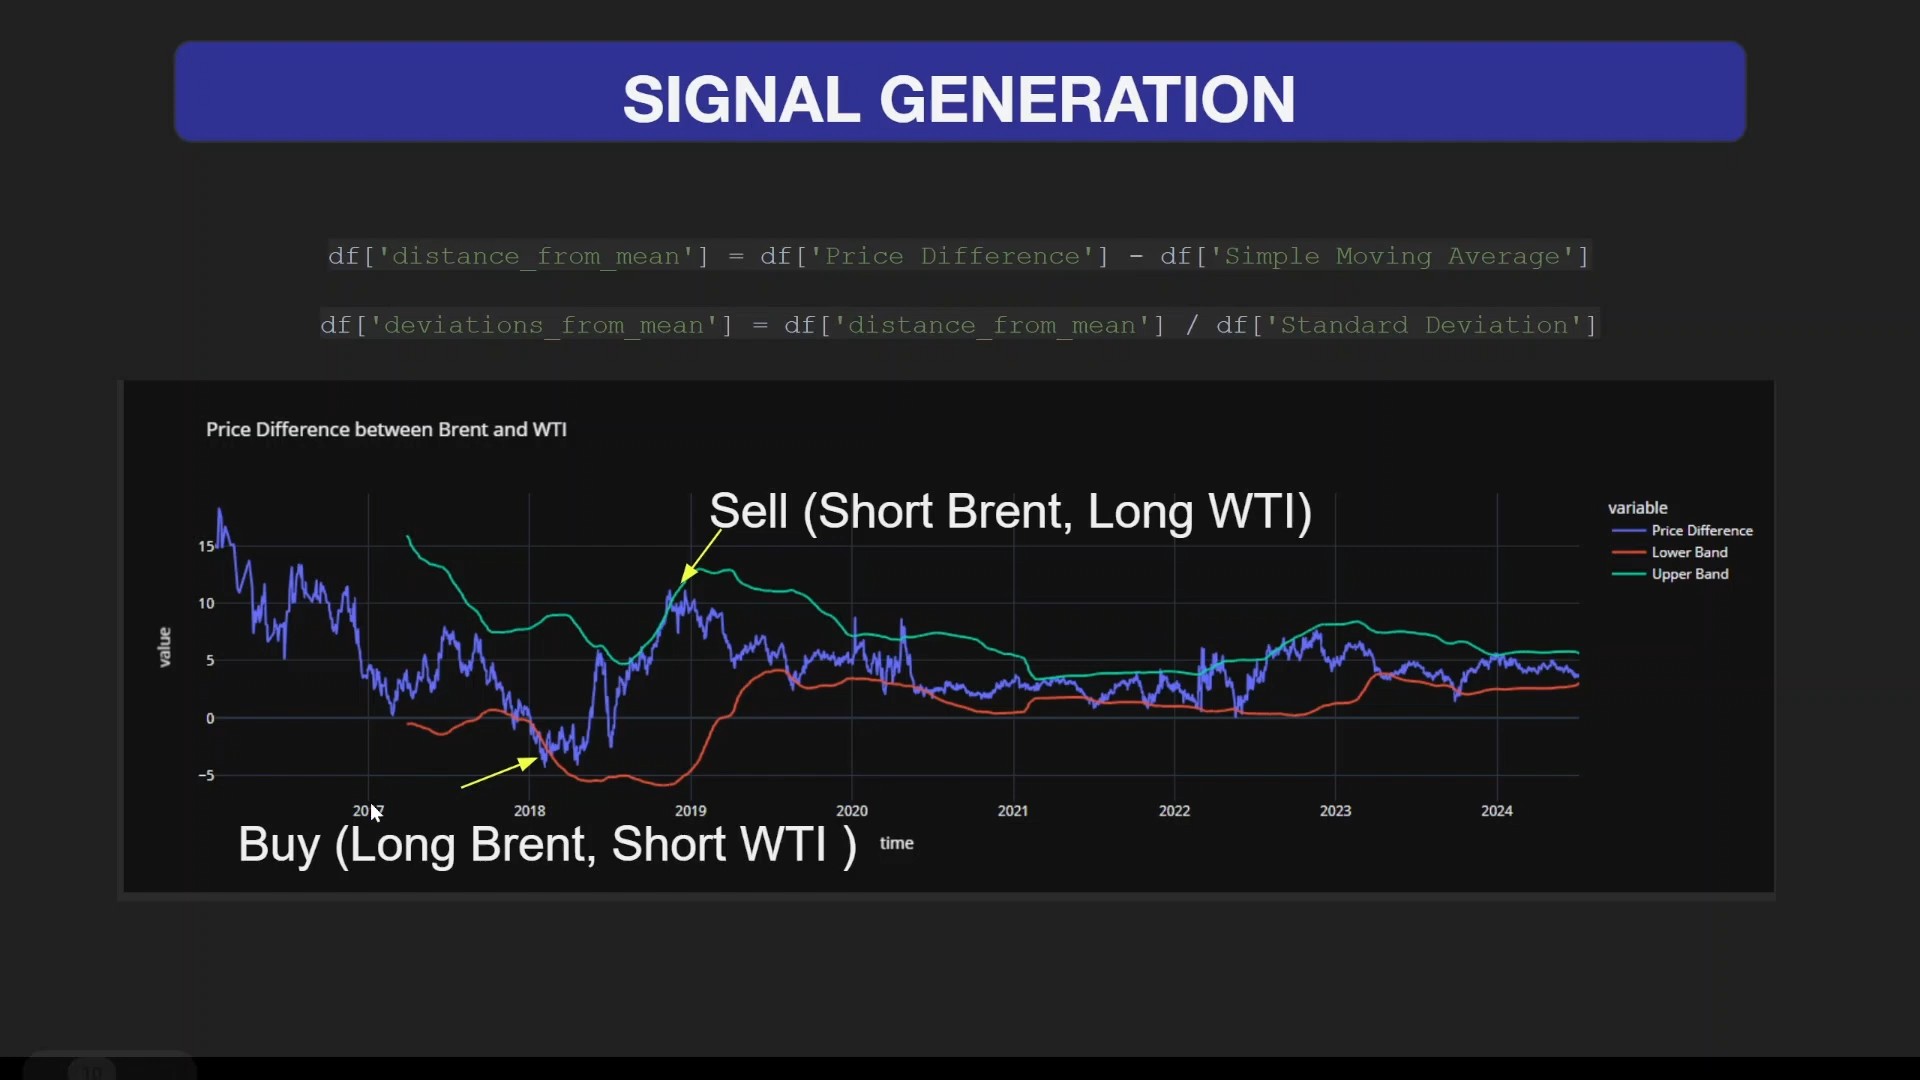 SIGNAL GENERATION
df['distance_from_mean'] = df['Price Difference'] - df['Simple Moving Average']
df['deviations_from_mean'] = df['distance_from_mean'] / df['Standard Deviation']
Price Difference between Brent and WTI
Sell (Short Brent, Long WTI)
variable
Price Difference
Lower Band
Upper Band
15
10
5
0
−5
value
2017
2018
2019
2020
2021
2022
2023
2024
time
Buy (Long Brent, Short WTI )
10